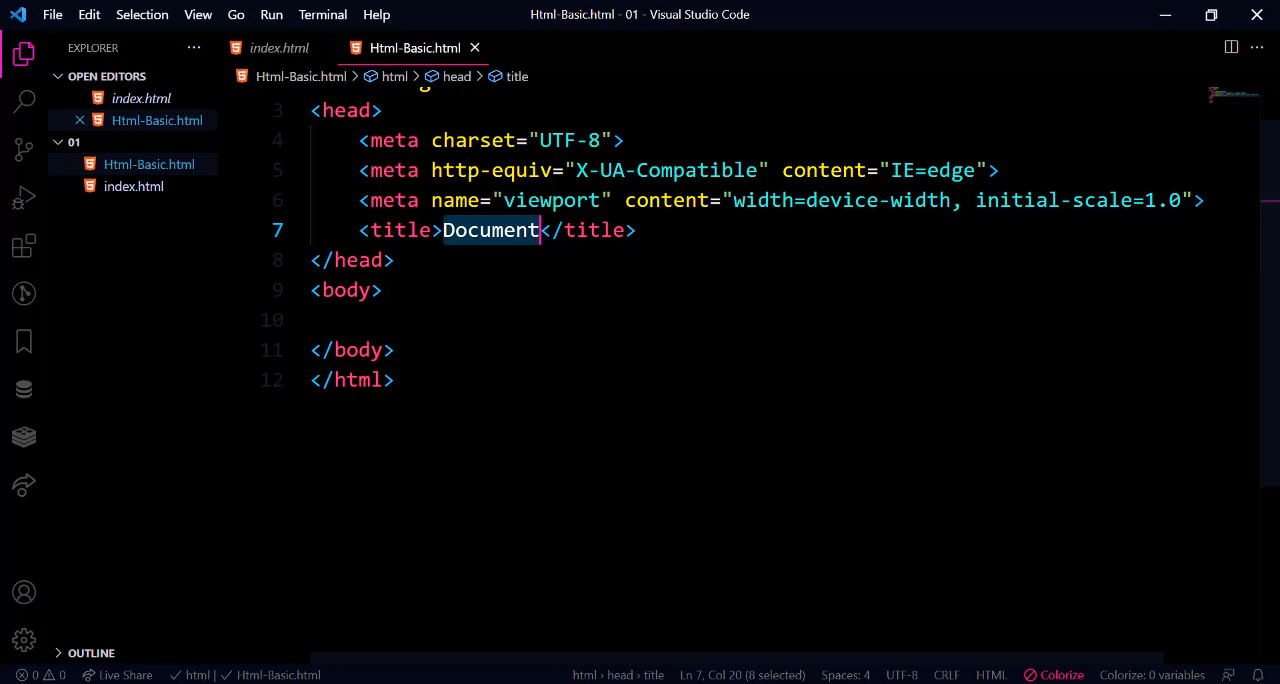 File Edit Selection View Go Run Terminal Help Html-Basic.html - 01 - Visual Studio Code
EXPLORER
OPEN EDITORS
index.html
Html-Basic.html
01
Html-Basic.html
index.html
OUTLINE
index.html Html-Basic.html
Html-Basic.html > html > head > title
3 <head>
4 <meta charset="UTF-8">
5 <meta http-equiv="X-UA-Compatible" content="IE=edge">
6 <meta name="viewport" content="width=device-width, initial-scale=1.0">
7 <title>Document</title>
8 </head>
9 <body>
10
11 </body>
12 </html>
0 0 Live Share html | Html-Basic.html html › head › title Ln 7, Col 20 (8 selected) Spaces: 4 UTF-8 CRLF HTML Colorize Colorize: 0 variables